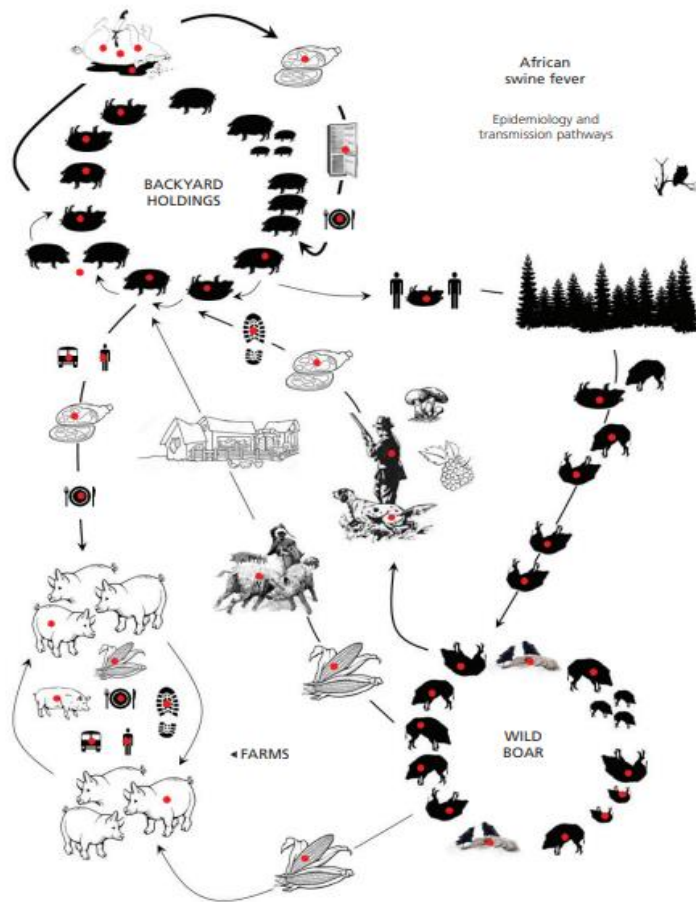 African
swine fever
Epidemiology and
transmission pathways
BACKYARD
HOLDINGS
◄ FARMS
WILD
BOAR